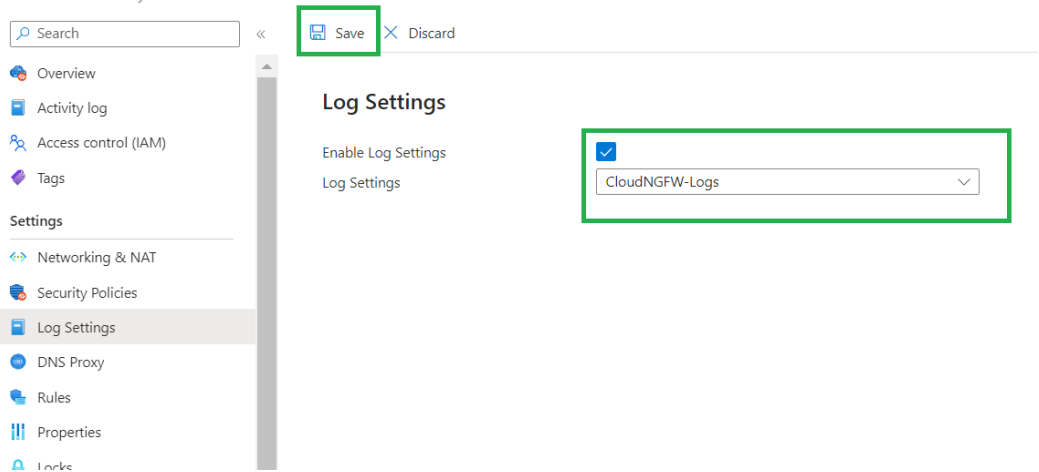 Search
«
Overview
Activity log
Access control (IAM)
Tags
Settings
Networking & NAT
Security Policies
Log Settings
DNS Proxy
Rules
Properties
Locks
Save
Discard
Log Settings
Enable Log Settings
Log Settings
CloudNGFW-Logs